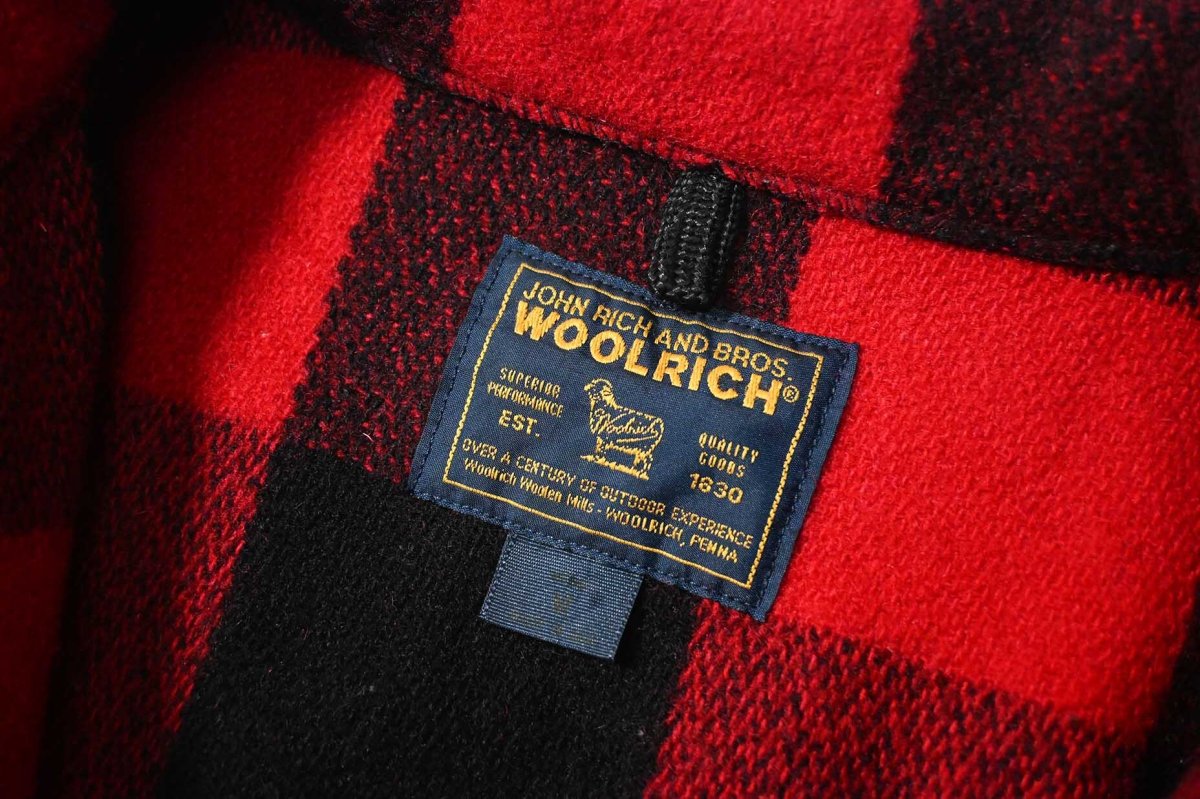 JOHN RICH AND BROS.
WOOLRICH®
SUPERIOR
PERFORMANCE
EST.
Woolrich
QUALITY
GOODS
1830
OVER A CENTURY OF OUTDOOR EXPERIENCE
Woolrich Woolen Mills - WOOLRICH, PENNA